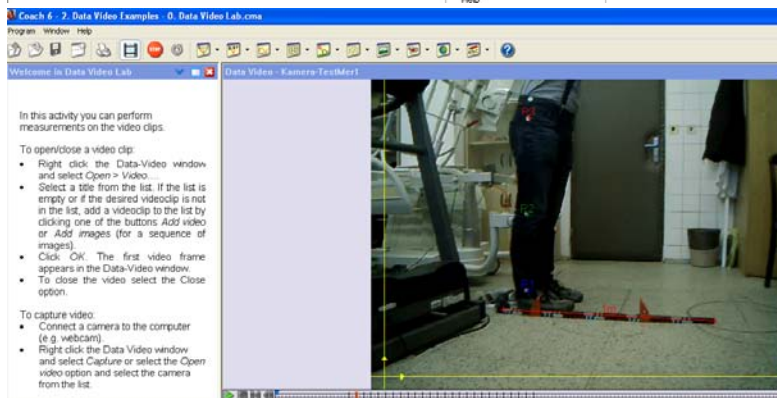 Help
Coach 6 - 2. Data Video Examples - 0. Data Video Lab.cma
Program Window Help
STOP
Welcome in Data Video Lab
Data Video - Kamera-TestMer1
In this activity you can perform
measurements on the video clips.
To open/close a video clip:
• Right click the Data-Video window
and select Open > Video....
• Select a title from the list. If the list is
empty or if the desired videoclip is not
in the list, add a videoclip to the list by
clicking one of the buttons Add video
or Add images (for a sequence of
images).
• Click OK. The first video frame
appears in the Data-Video window.
• To close the video select the Close
option.
To capture video:
• Connect a camera to the computer
(e.g. webcam).
• Right click the Data Video window
and select Capture or select the Open
video option and select the camera
from the list.
P2